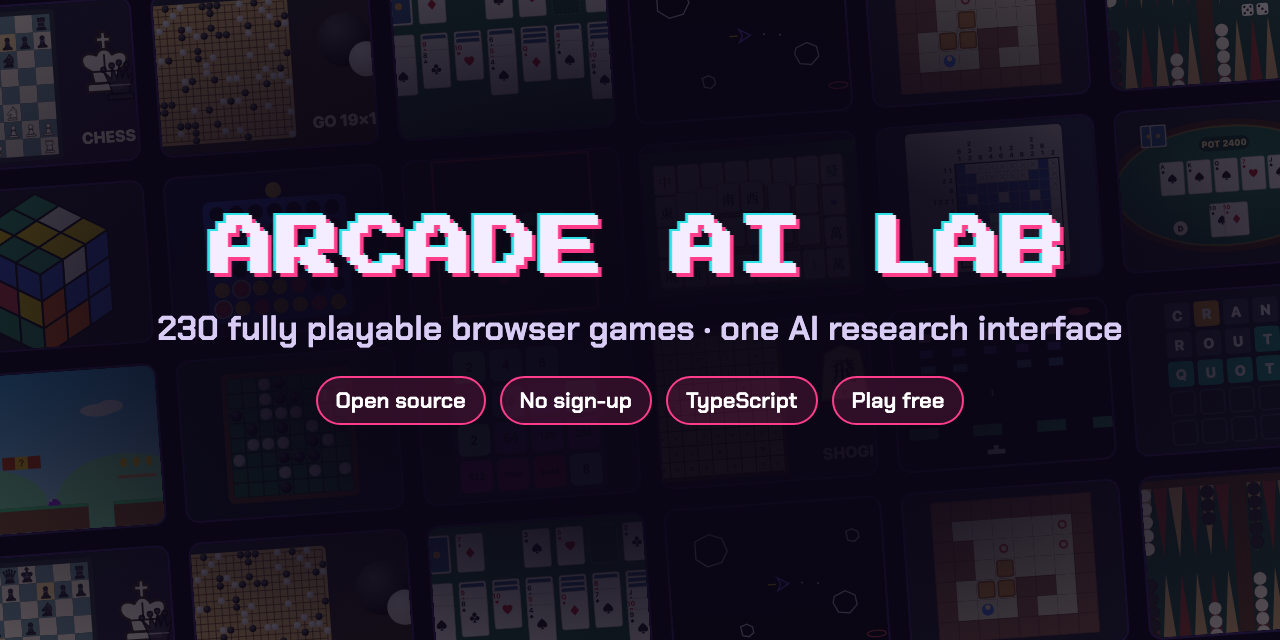 CHESS
GO 19x1
POT 2400
ARCADE AI LAB
230 fully playable browser games · one AI research interface
Open source
No sign-up
TypeScript
Play free
C R A N
R O U T
Q U O T
SHOGI